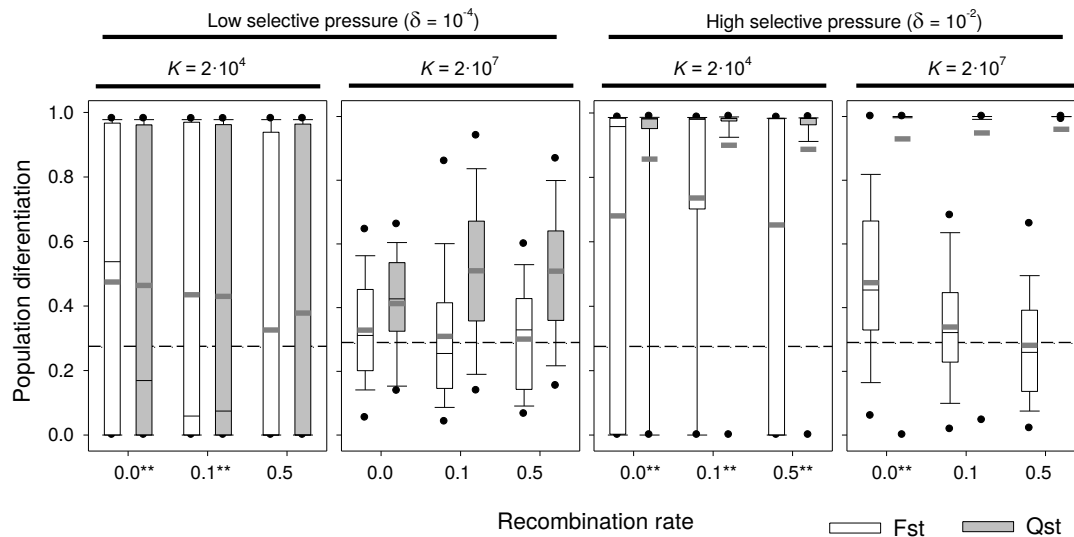 Low selective pressure (δ = 10⁻⁴)
High selective pressure (δ = 10⁻²)
K = 2·10⁴
K = 2·10⁷
K = 2·10⁴
K = 2·10⁷
Population diferentiation
1.0
0.8
0.6
0.4
0.2
0.0
0.0** 0.1** 0.5
0.0 0.1 0.5
0.0** 0.1** 0.5**
0.0** 0.1 0.5
Recombination rate
Fst
Qst